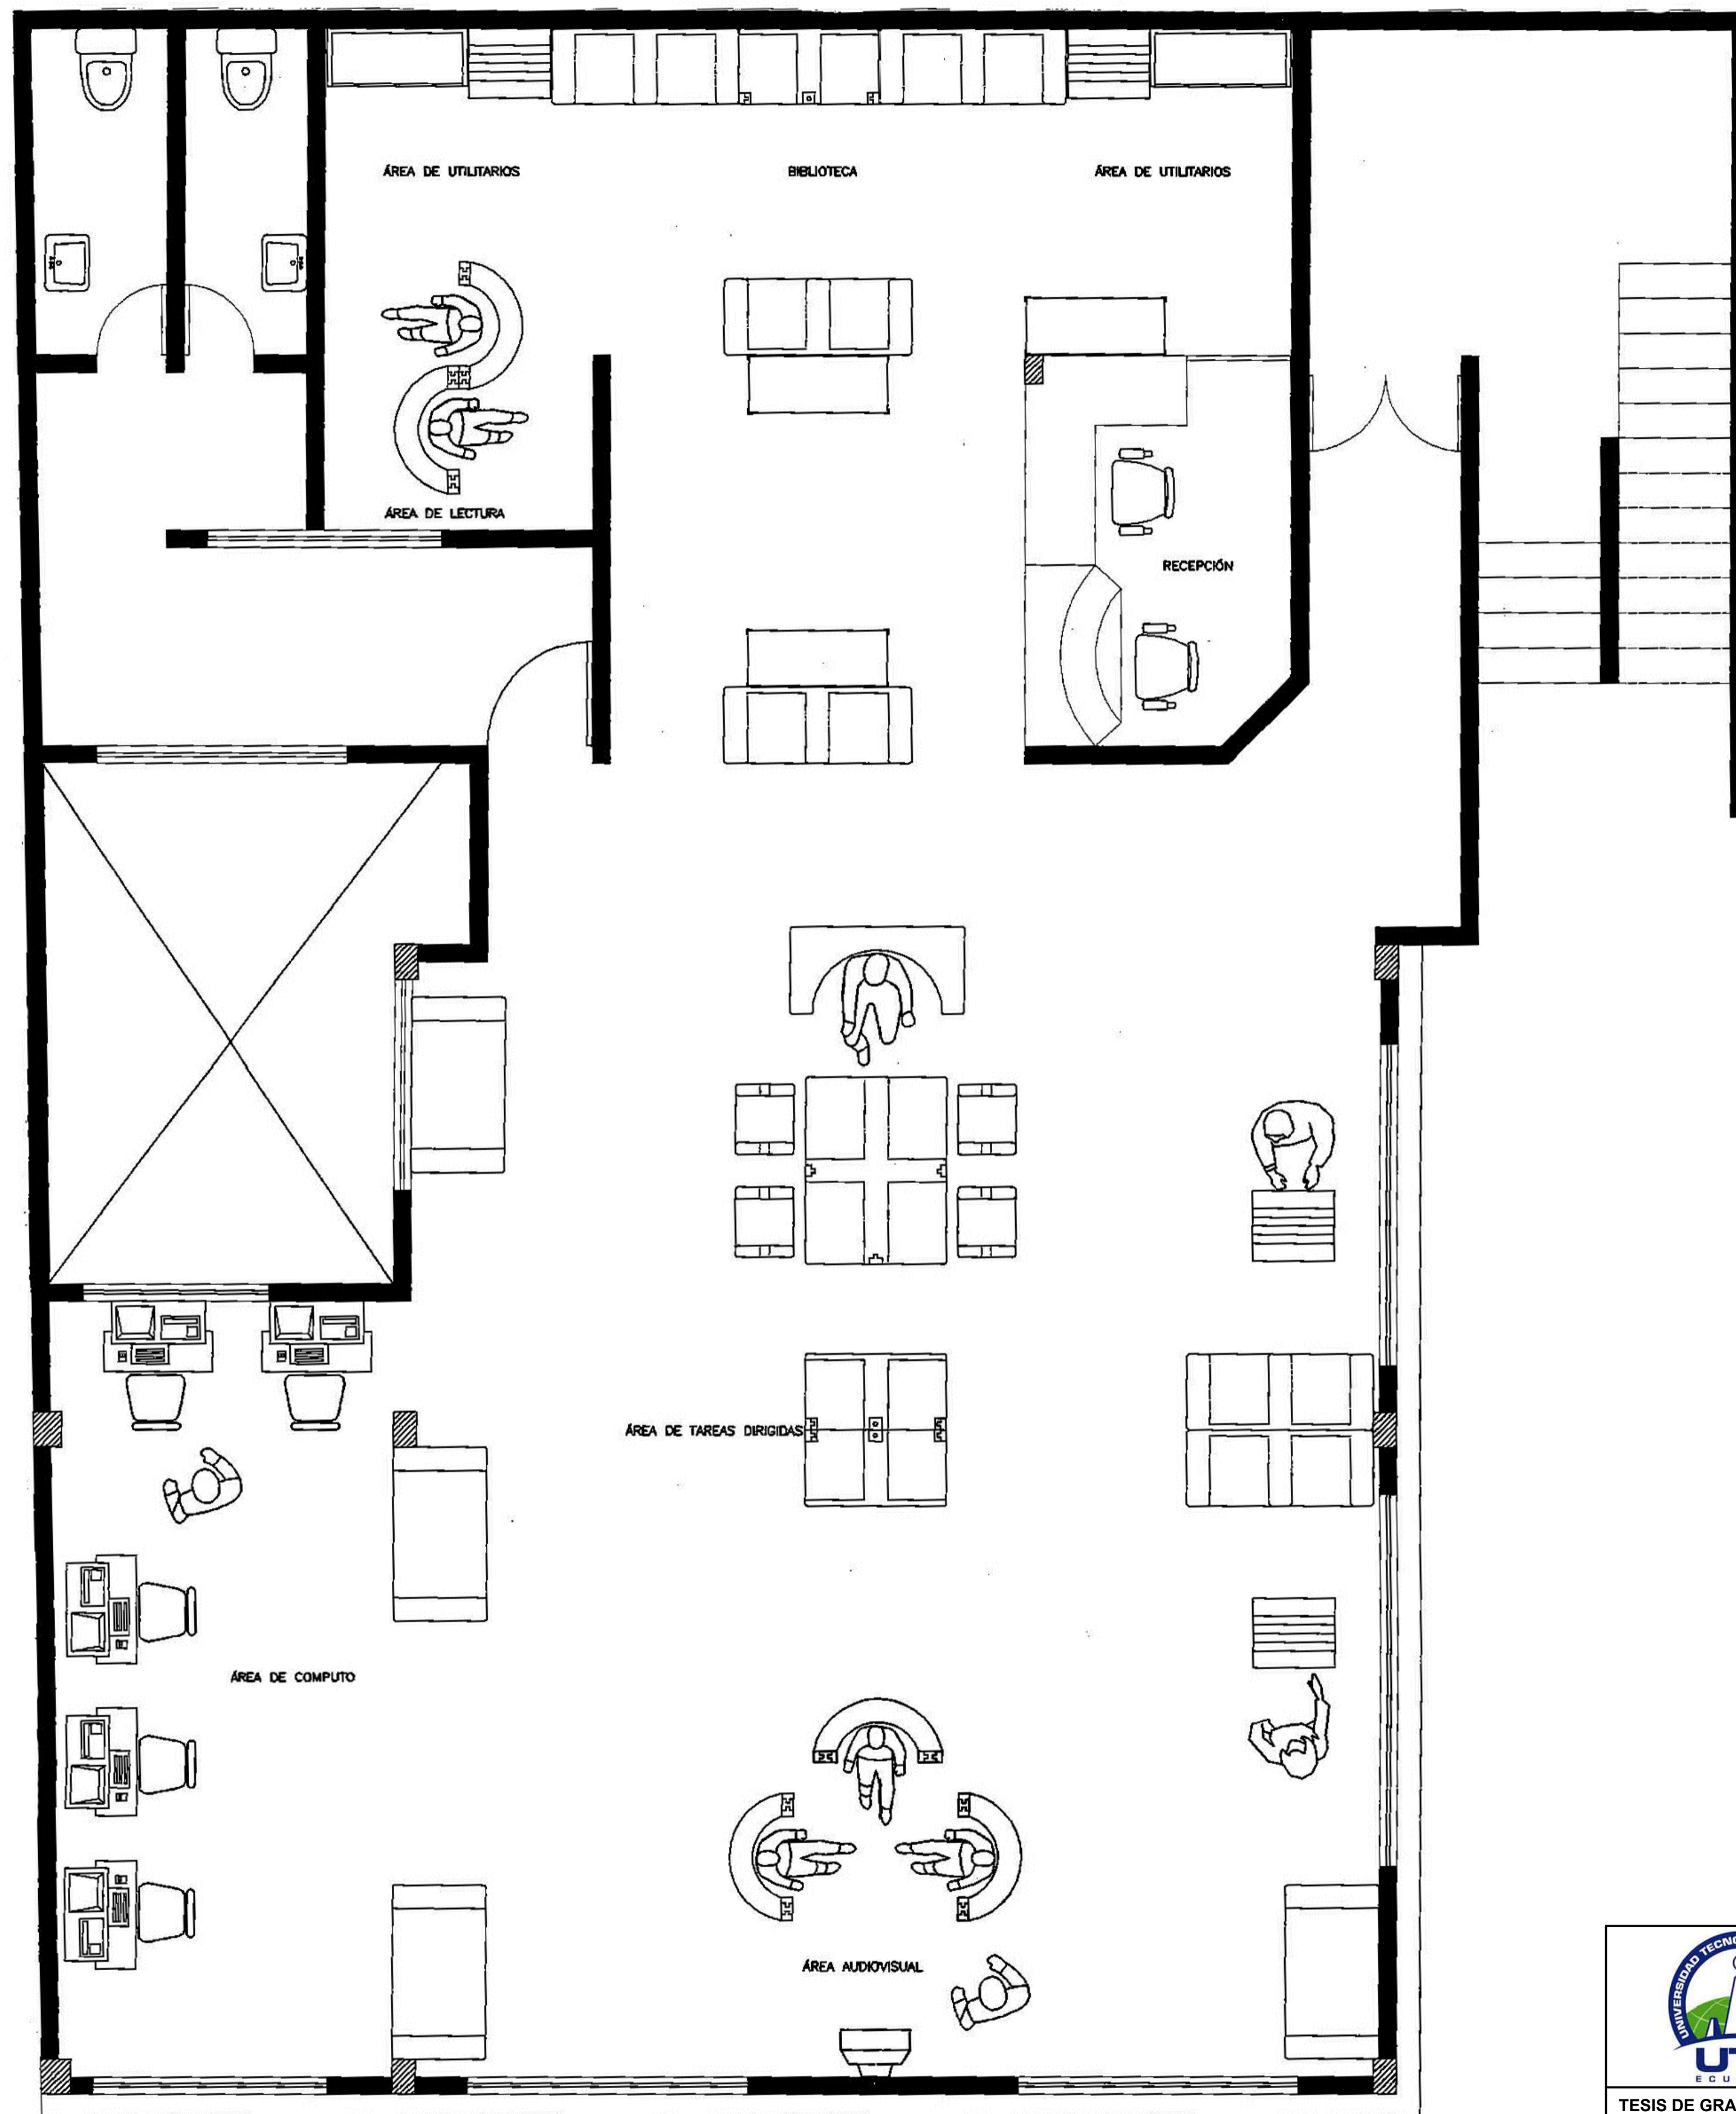 ÁREA DE UTILITARIOS
BIBLIOTECA
ÁREA DE UTILITARIOS
ÁREA DE LECTURA
RECEPCIÓN
ÁREA DE TAREAS DIRIGIDAS
ÁREA DE COMPUTO
ÁREA AUDIOVISUAL
UNIVERSIDAD
TESIS DE